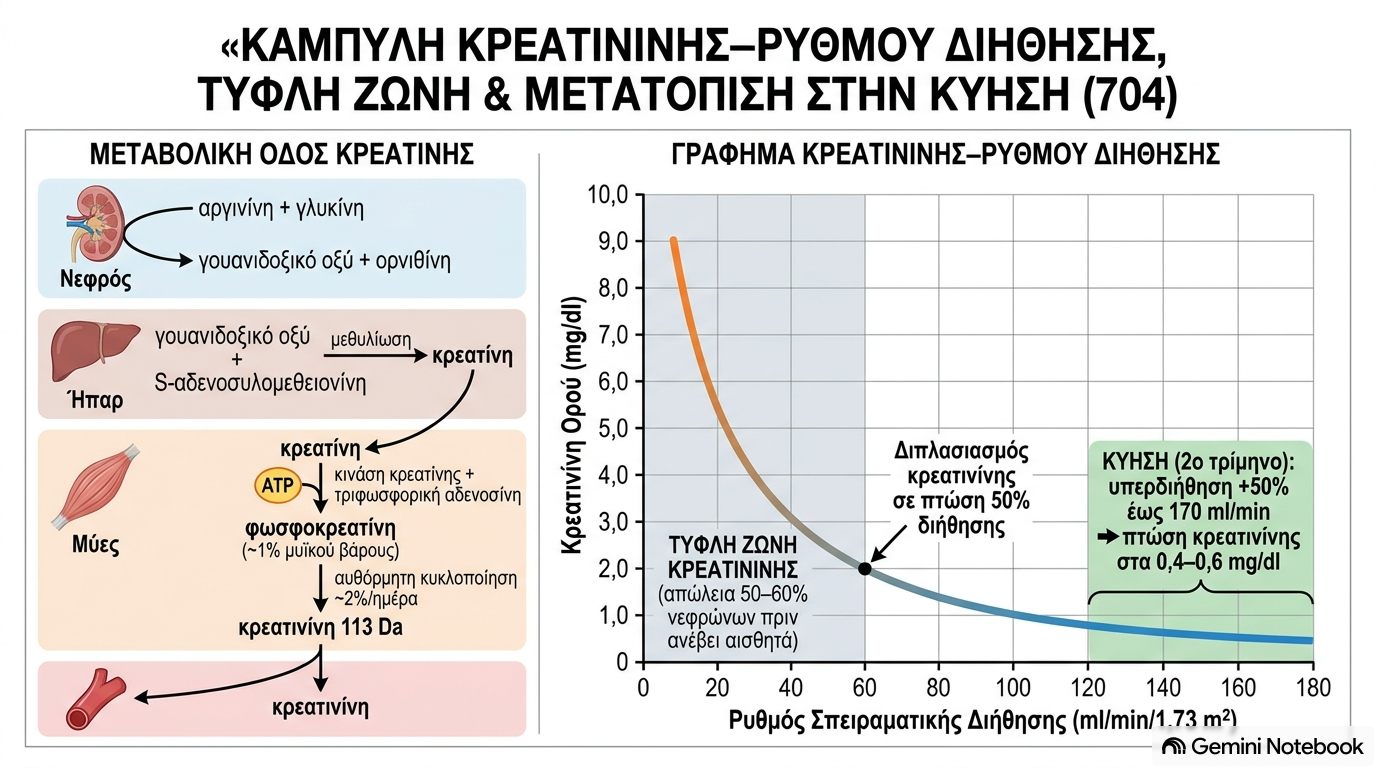 «ΚΑΜΠΥΛΗ ΚΡΕΑΤΙΝΙΝΗΣ–ΡΥΘΜΟΥ ΔΙΗΘΗΣΗΣ,
ΤΥΦΛΗ ΖΩΝΗ & ΜΕΤΑΤΟΠΙΣΗ ΣΤΗΝ ΚΥΗΣΗ (704)
ΜΕΤΑΒΟΛΙΚΗ ΟΔΟΣ ΚΡΕΑΤΙΝΗΣ
αργινίνη + γλυκίνη
γουανιδοξικό οξύ + ορνιθίνη
Νεφρός
γουανιδοξικό οξύ
+
S-αδενοσυλομεθειονίνη
μεθυλίωση
κρεατίνη
Ήπαρ
κρεατίνη
ATP
κινάση κρεατίνης +
τριφωσφορική αδενοσίνη
φωσφοκρεατίνη
(~1% μυϊκού βάρους)
Μύες
αυθόρμητη κυκλοποίηση
~2%/ημέρα
κρεατινίνη 113 Da
κρεατινίνη
ΓΡΑΦΗΜΑ ΚΡΕΑΤΙΝΙΝΗΣ–ΡΥΘΜΟΥ ΔΙΗΘΗΣΗΣ
Κρεατινίνη Ορού (mg/dl)
10,0
9,0
8,0
7,0
6,0
5,0
4,0
3,0
2,0
1,0
0
ΤΥΦΛΗ ΖΩΝΗ
ΚΡΕΑΤΙΝΙΝΗΣ
(απώλεια 50–60%
νεφρώνων πριν
ανέβει αισθητά)
Διπλασιασμός
κρεατινίνης
σε πτώση 50%
διήθησης
ΚΥΗΣΗ (2ο τρίμηνο):
υπερδιήθηση +50%
έως 170 ml/min
➡πτώση κρεατινίνης
στα 0,4–0,6 mg/dl
0 20 40 60 80 100 120 140 160 180
Ρυθμός Σπειραματικής Διήθησης (ml/min/1,73 m²)
Gemini Notebook